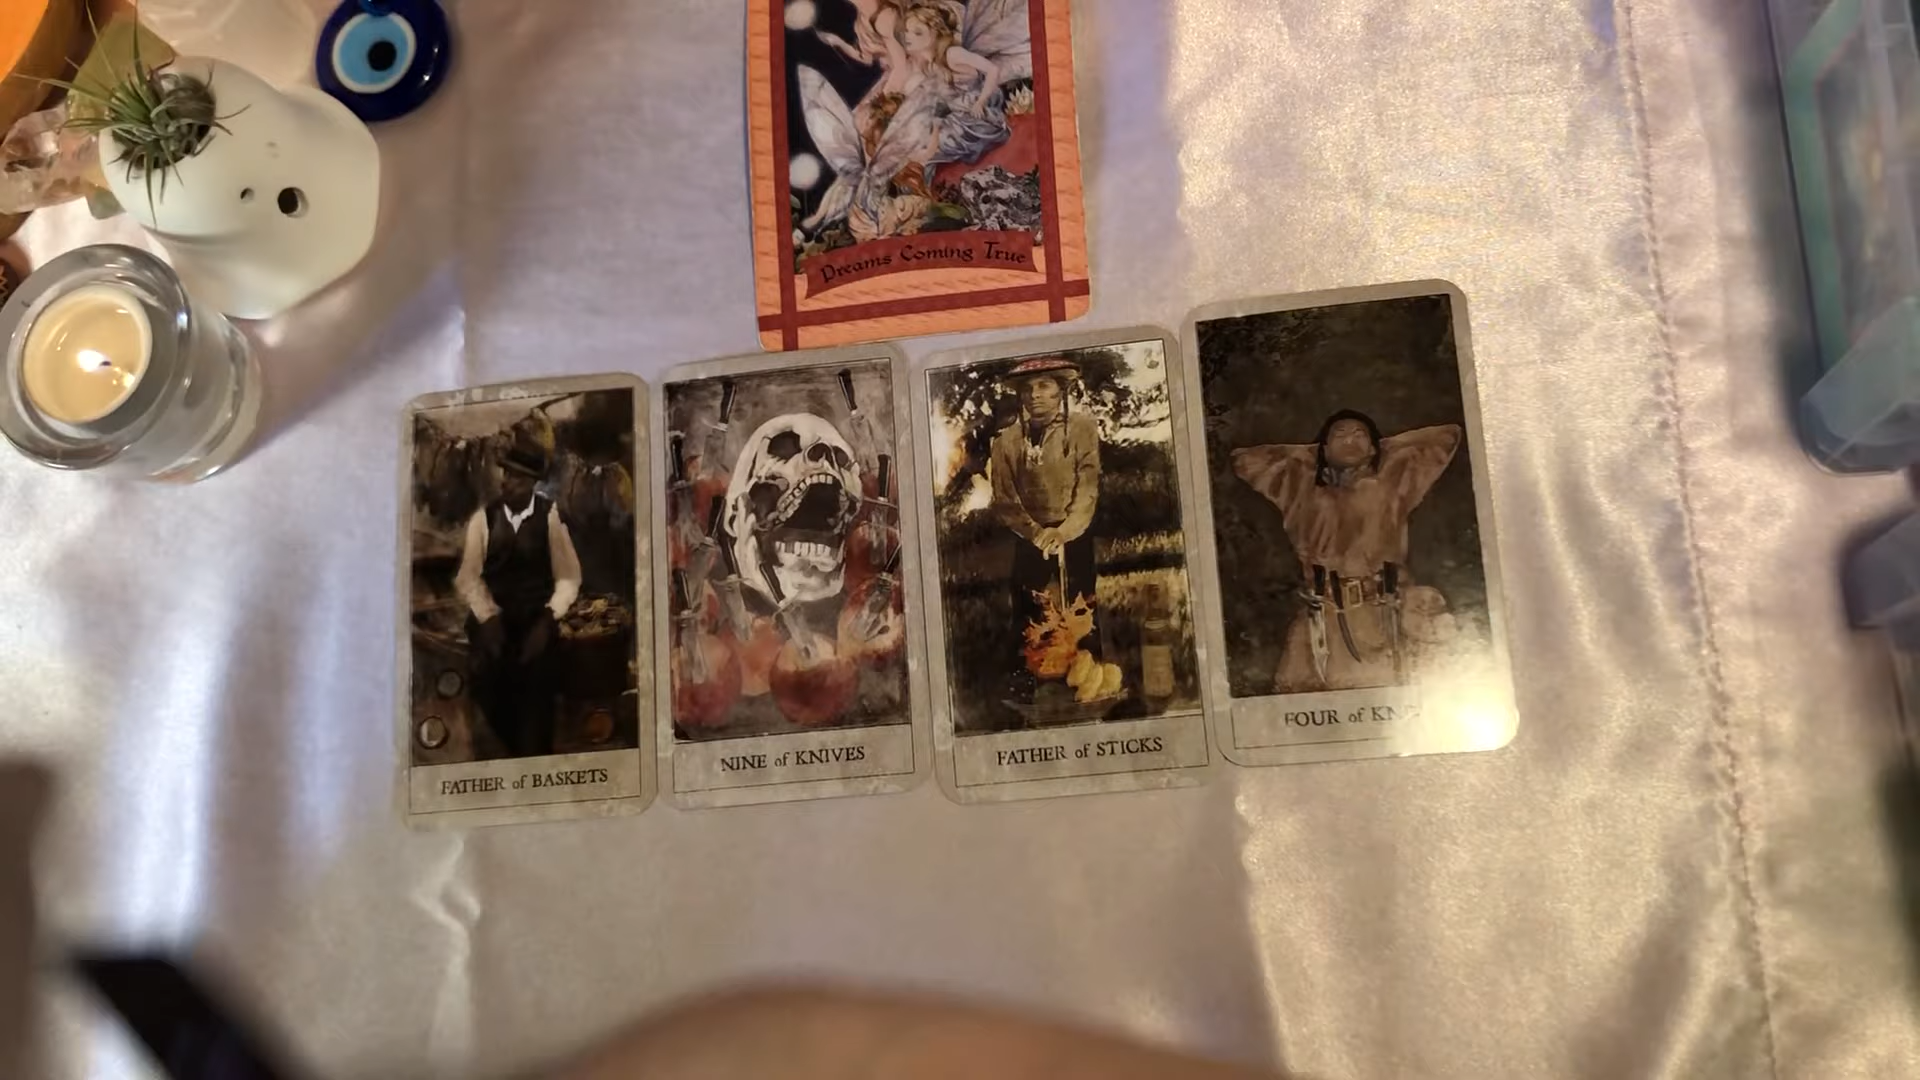 Dreams Coming True
FATHER of BASKETS
NINE of KNIVES
FATHER of STICKS
FOUR of